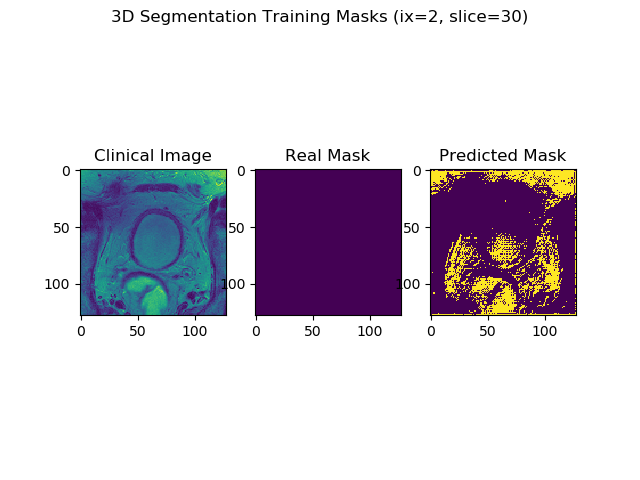 3D Segmentation Training Masks (ix=2, slice=30)
Clinical Image Real Mask Predicted Mask
0 0 0
50 50 50
100 100 100
0 50 100 0 50 100 0 50 100